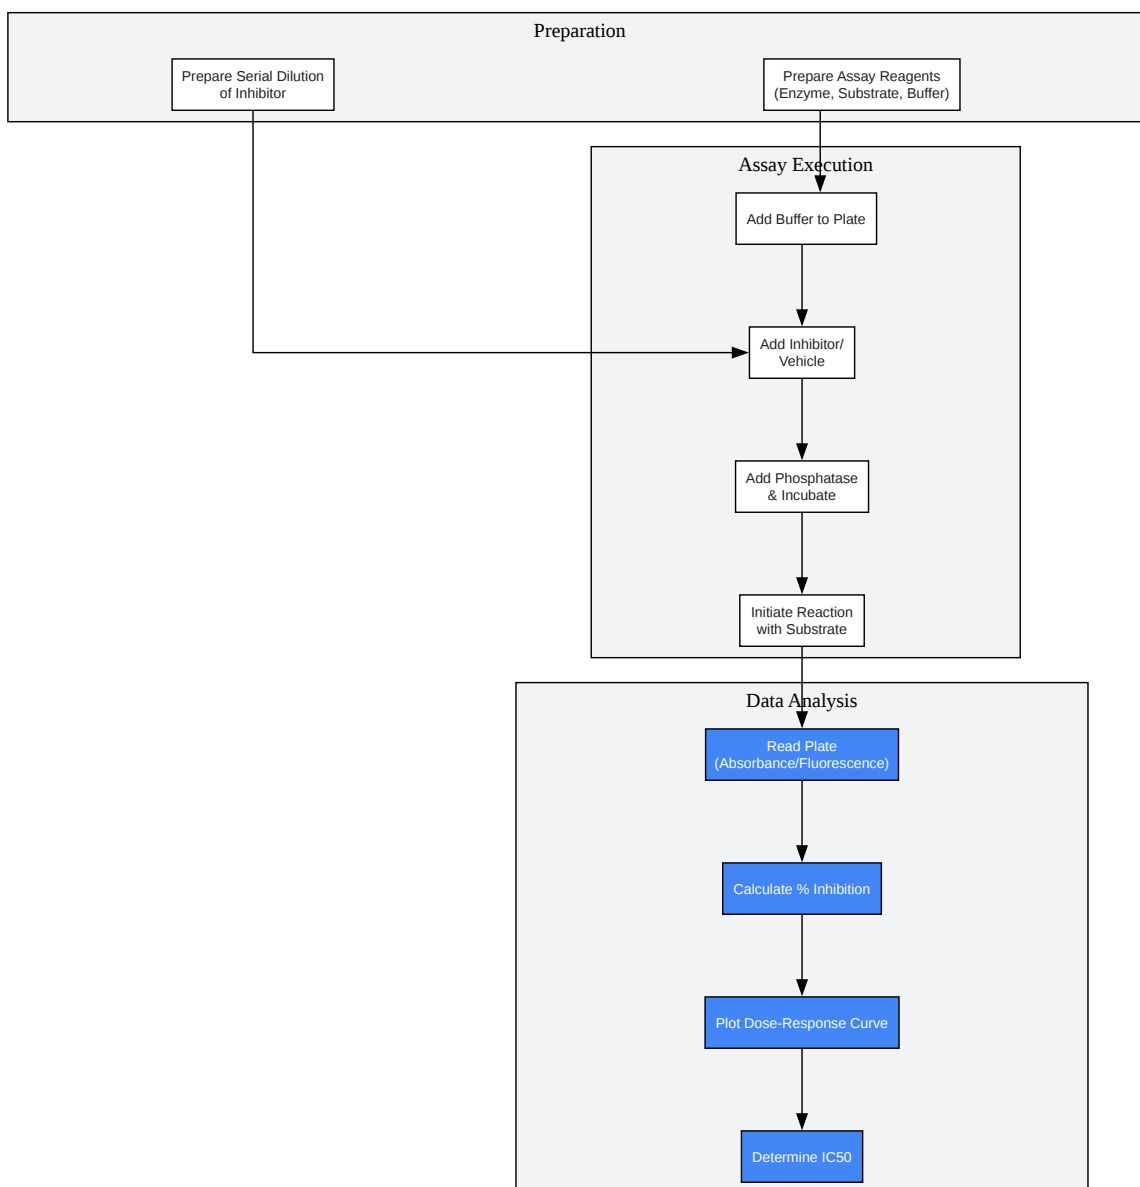 Preparation
Prepare Serial Dilution
of Inhibitor
Prepare Assay Reagents
(Enzyme, Substrate, Buffer)
Assay Execution
Add Buffer to Plate
Add Inhibitor/
Vehicle
Add Phosphatase
& Incubate
Initiate Reaction
with Substrate
Data Analysis
Read Plate
(Absorbance/Fluorescence)
Calculate % Inhibition
Plot Dose-Response Curve
Determine IC50